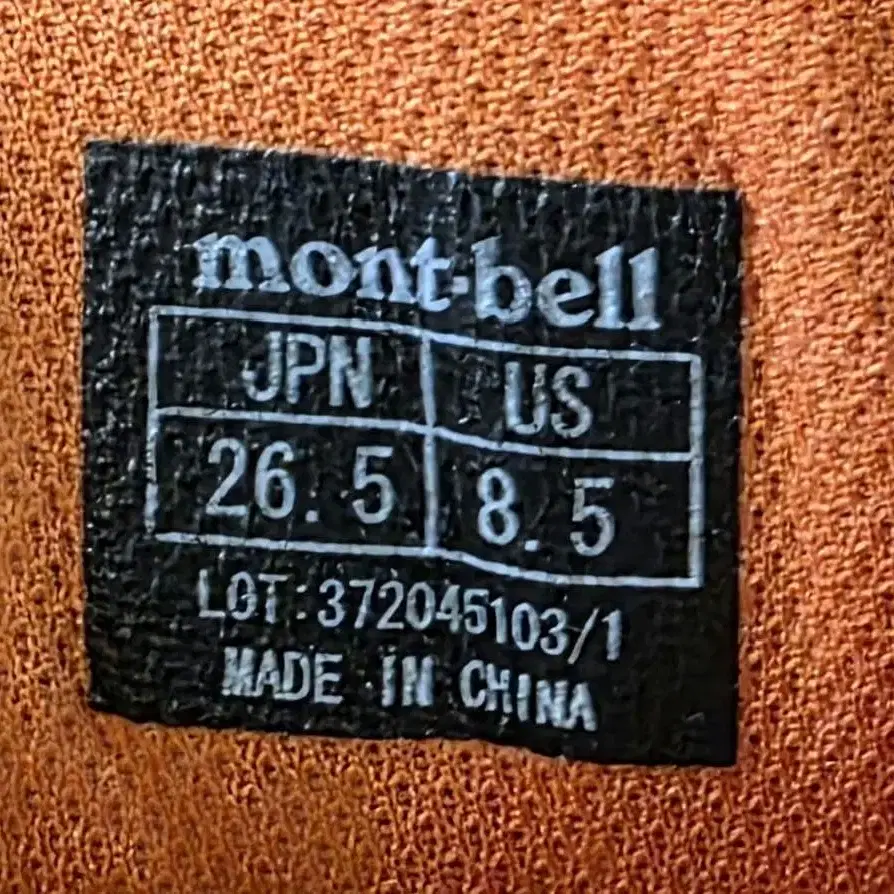 mont-bell
JPN US
26.5 8.5
LOT:372045103/1
MADE IN CHINA